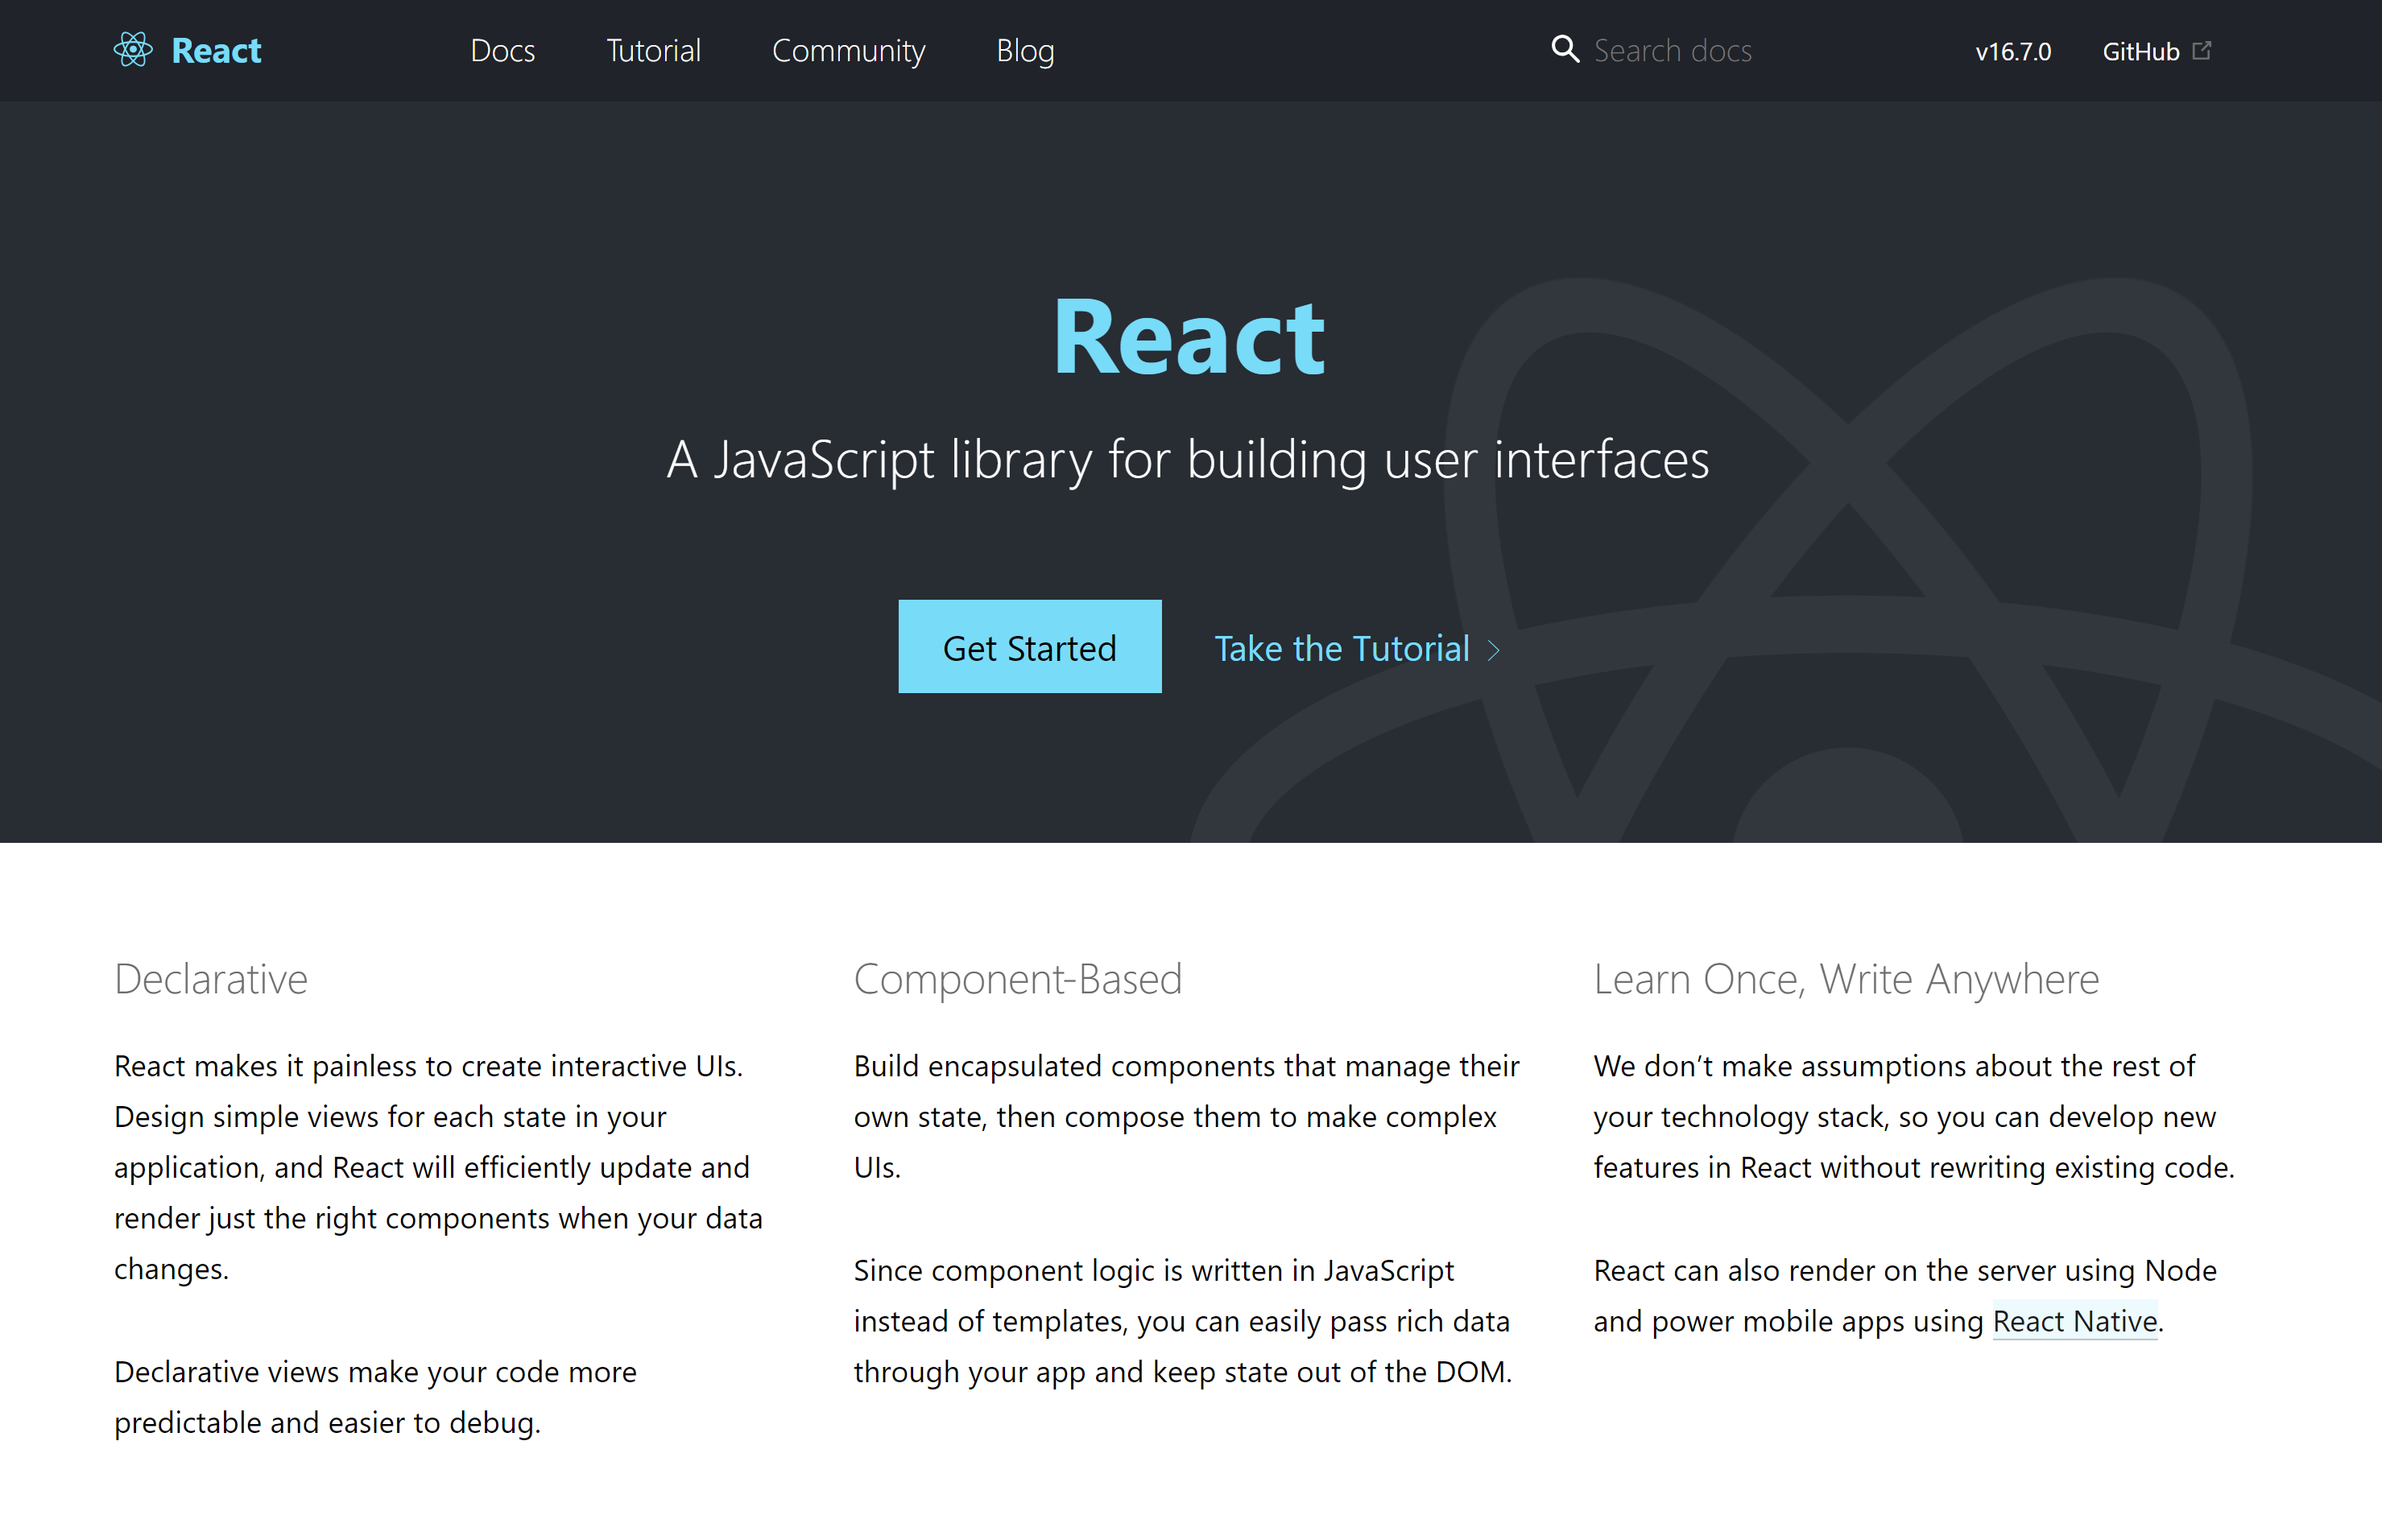 React
Docs
Tutorial
Community
Blog
Search docs
v16.7.0
GitHub
React
A JavaScript library for building user interfaces
Get Started
Take the Tutorial
Declarative
React makes it painless to create interactive UIs.
Design simple views for each state in your
application, and React will efficiently update and
render just the right components when your data
changes.
Declarative views make your code more
predictable and easier to debug.
Component-Based
Build encapsulated components that manage their
own state, then compose them to make complex
UIs.
Since component logic is written in JavaScript
instead of templates, you can easily pass rich data
through your app and keep state out of the DOM.
Learn Once, Write Anywhere
We don’t make assumptions about the rest of
your technology stack, so you can develop new
features in React without rewriting existing code.
React can also render on the server using Node
and power mobile apps using React Native.